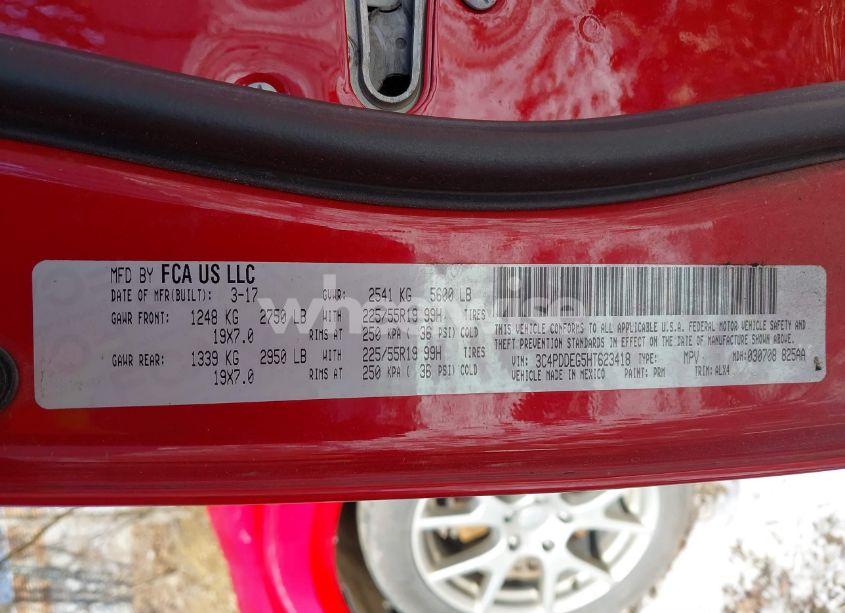 MFD BY FCA US LLC
DATE OF MFR(BUILT): 3-17 GVWR: 2541 KG 5600 LB
GAWR FRONT: 1248 KG 2750 LB WITH 225/55R19 99H TIRES
19X7.0 RIMS AT 250 KPA ( 36 PSI) COLD
GAWR REAR: 1339 KG 2950 LB WITH 225/55R19 99H TIRES
19X7.0 RIMS AT 250 KPA ( 36 PSI) COLD
THIS VEHICLE CONFORMS TO ALL APPLICABLE U.S.A. FEDERAL MOTOR VEHICLE SAFETY AND
THEFT PREVENTION STANDARDS IN EFFECT ON THE DATE OF MANUFACTURE SHOWN ABOVE.
VIN: 3C4PDDEG5HT623418 TYPE: MPV MDH: 030708 825AA
VEHICLE MADE IN MEXICO PAINT: PRM TRIM: ALX4